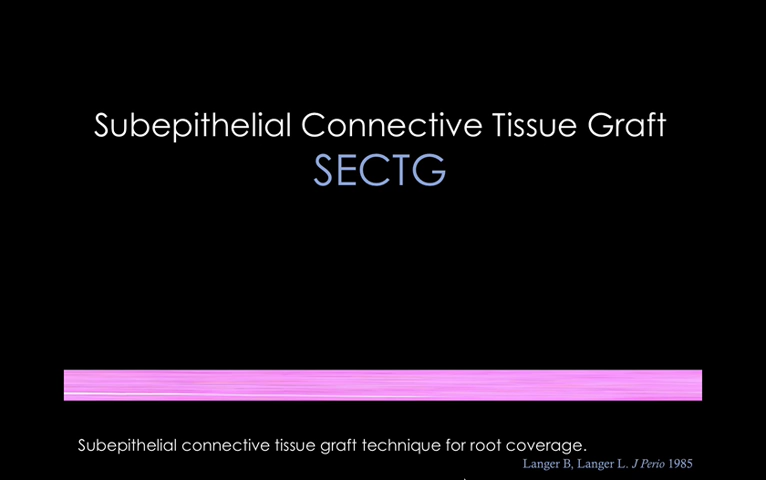 Subepithelial Connective Tissue Graft
SECTG
Subepithelial connective tissue graft technique for root coverage.
Langer B, Langer L. J Perio 1985